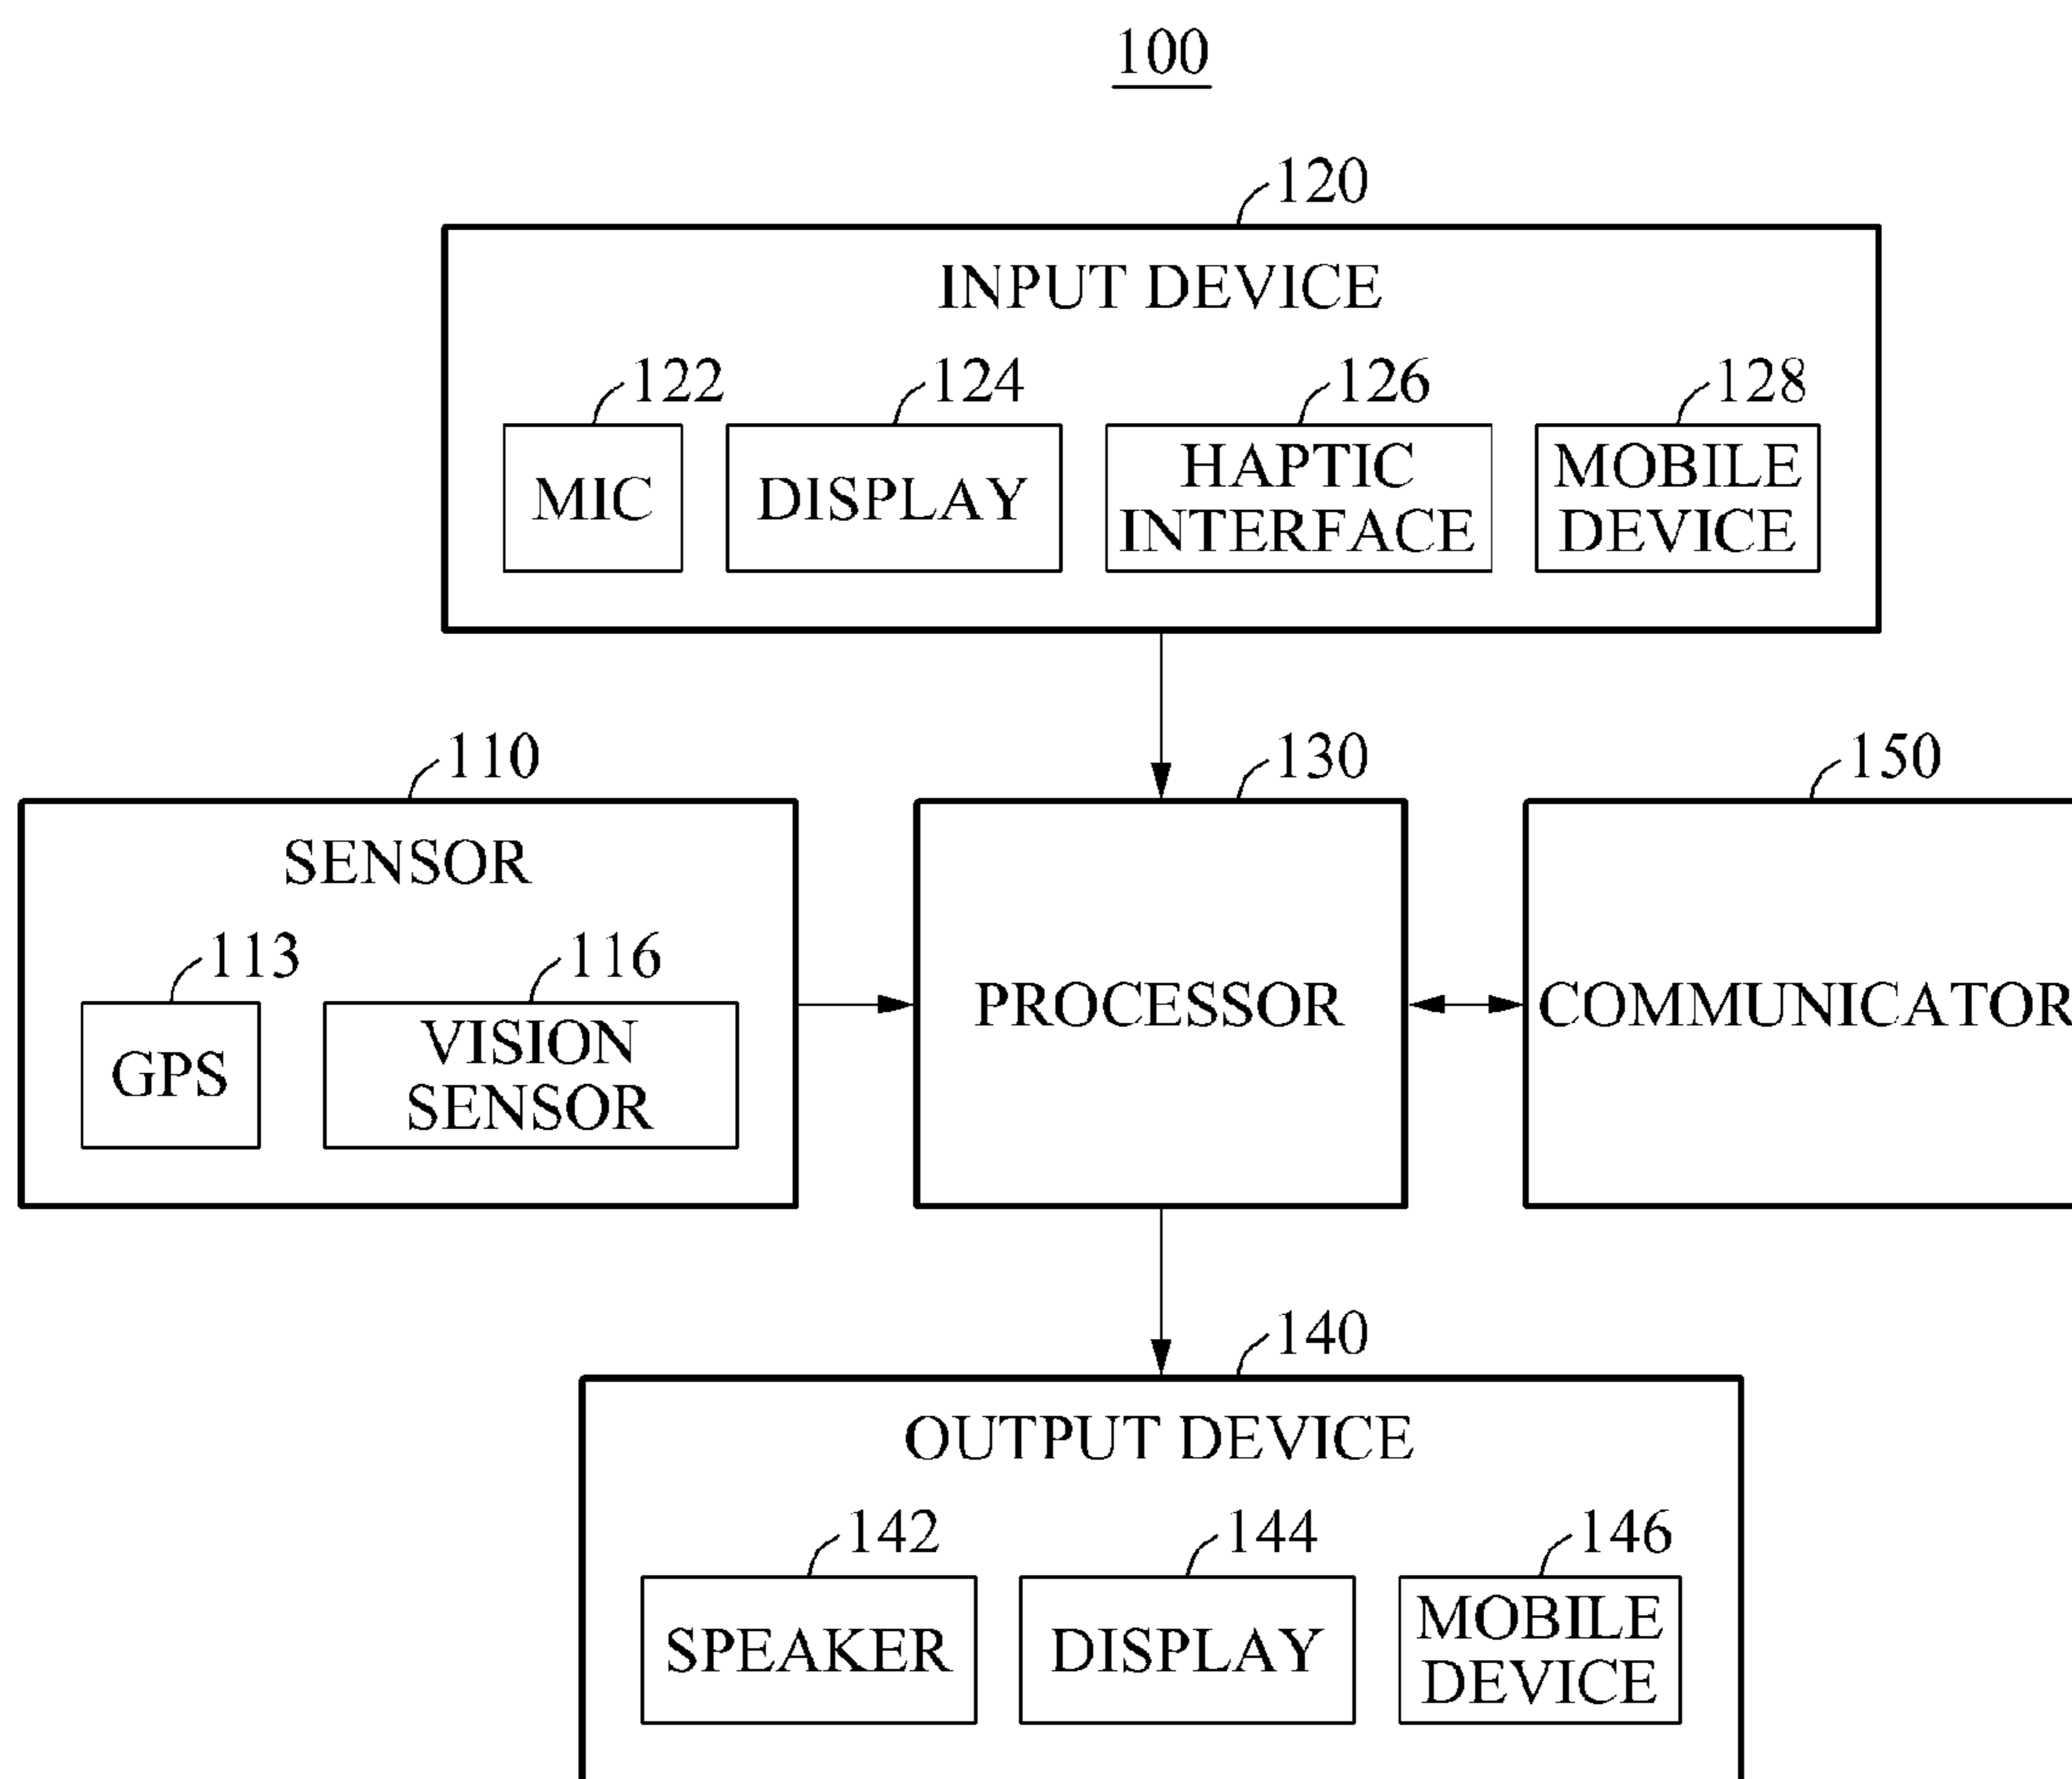 100
120
INPUT DEVICE
122
124
126
128
MIC
DISPLAY
HAPTIC
INTERFACE
MOBILE
DEVICE
110
130
150
SENSOR
113
116
GPS
VISION
SENSOR
PROCESSOR
COMMUNICATOR
140
OUTPUT DEVICE
142
144
146
SPEAKER
DISPLAY
MOBILE
DEVICE